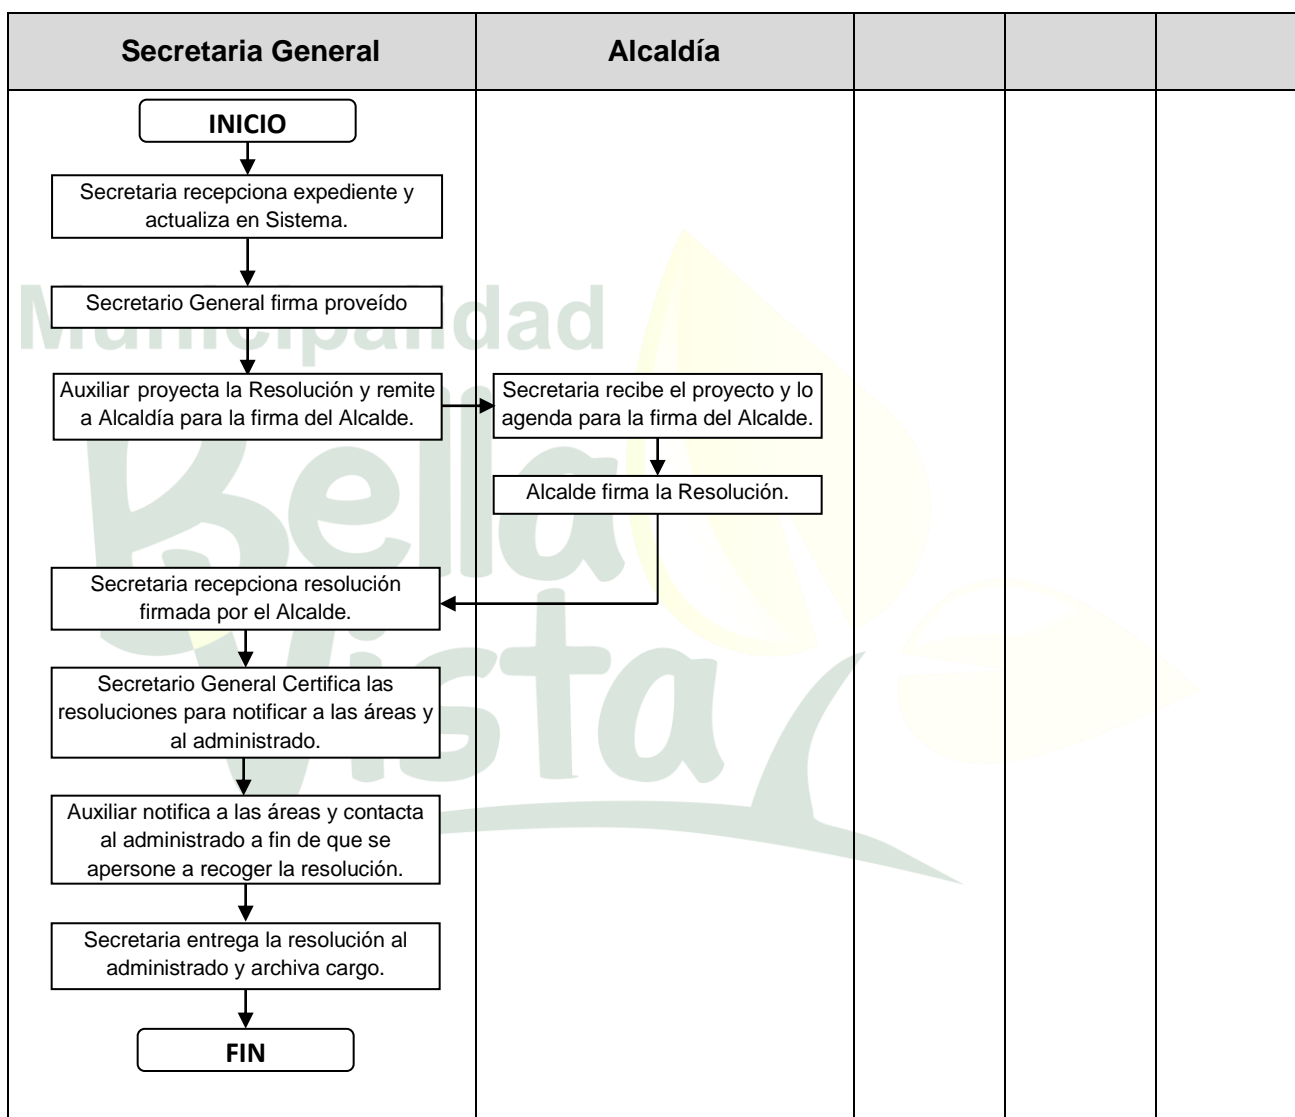 Secretaria General
Alcaldía
INICIO
Secretaria recepciona expediente y
actualiza en Sistema.
Secretario General firma proveído
Auxiliar proyecta la Resolución y remite
a Alcaldía para la firma del Alcalde.
Secretaria recibe el proyecto y lo
agenda para la firma del Alcalde.
Alcalde firma la Resolución.
Secretaria recepciona resolución
firmada por el Alcalde.
Secretario General Certifica las
resoluciones para notificar a las áreas y
al administrado.
Auxiliar notifica a las áreas y contacta
al administrado a fin de que se
apersone a recoger la resolución.
Secretaria entrega la resolución al
administrado y archiva cargo.
FIN
Municipalidad
Bella
Vista